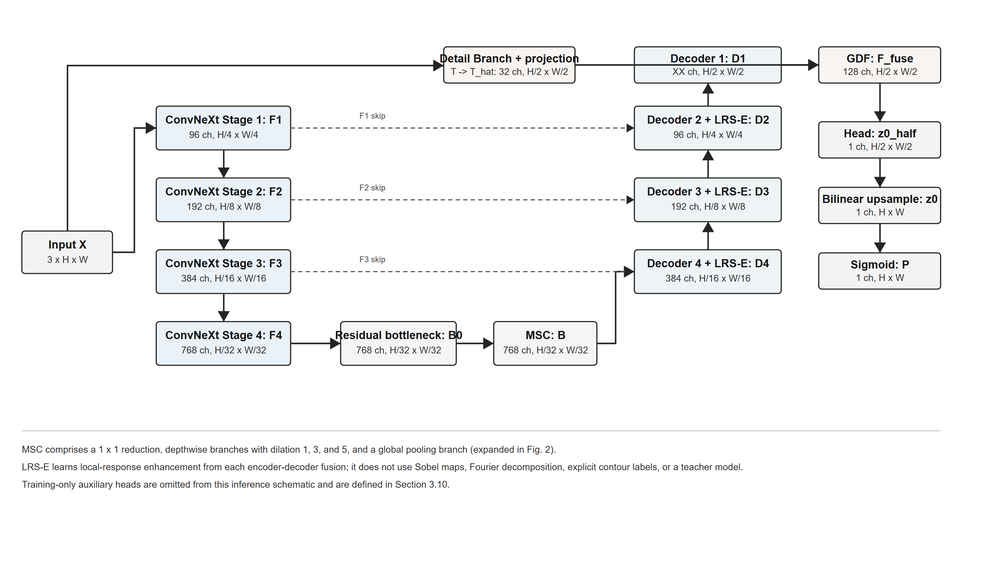 Detail Branch + projection
T -> T_hat: 32 ch, H/2 x W/2
Decoder 1: D1
XX ch, H/2 x W/2
GDF: F_fuse
128 ch, H/2 x W/2
ConvNeXt Stage 1: F1
96 ch, H/4 x W/4
F1 skip
Decoder 2 + LRS-E: D2
96 ch, H/4 x W/4
Head: z0_half
1 ch, H/2 x W/2
ConvNeXt Stage 2: F2
192 ch, H/8 x W/8
F2 skip
Decoder 3 + LRS-E: D3
192 ch, H/8 x W/8
Bilinear upsample: z0
1 ch, H x W
Input X
3 x H x W
ConvNeXt Stage 3: F3
384 ch, H/16 x W/16
F3 skip
Decoder 4 + LRS-E: D4
384 ch, H/16 x W/16
Sigmoid: P
1 ch, H x W
ConvNeXt Stage 4: F4
768 ch, H/32 x W/32
Residual bottleneck: B0
768 ch, H/32 x W/32
MSC: B
768 ch, H/32 x W/32
MSC comprises a 1 x 1 reduction, depthwise branches with dilation 1, 3, and 5, and a global pooling branch (expanded in Fig. 2).
LRS-E learns local-response enhancement from each encoder-decoder fusion; it does not use Sobel maps, Fourier decomposition, explicit contour labels, or a teacher model.
Training-only auxiliary heads are omitted from this inference schematic and are defined in Section 3.10.